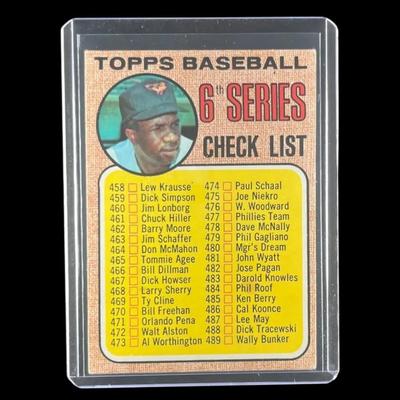 TOPPS BASEBALL
6th SERIES
CHECK LIST
458 Lew Krausse
459 Dick Simpson
460 Jim Lonborg
461 Chuck Hiller
462 Barry Moore
463 Jim Schaffer
464 Don McMahon
465 Tommie Agee
466 Bill Dillman
467 Dick Howser
468 Larry Sherry
469 Ty Cline
470 Bill Freehan
471 Orlando Pena
472 Walt Alston
473 Al Worthington
474 Paul Schaal
475 Joe Niekro
476 W. Woodward
477 Phillies Team
478 Dave McNally
479 Phil Gagliano
480 Mgr's Dream
481 John Wyatt
482 Jose Pagan
483 Darold Knowles
484 Phil Roof
485 Ken Berry
486 Cal Koonce
487 Lee May
488 Dick Tracewski
489 Wally Bunker